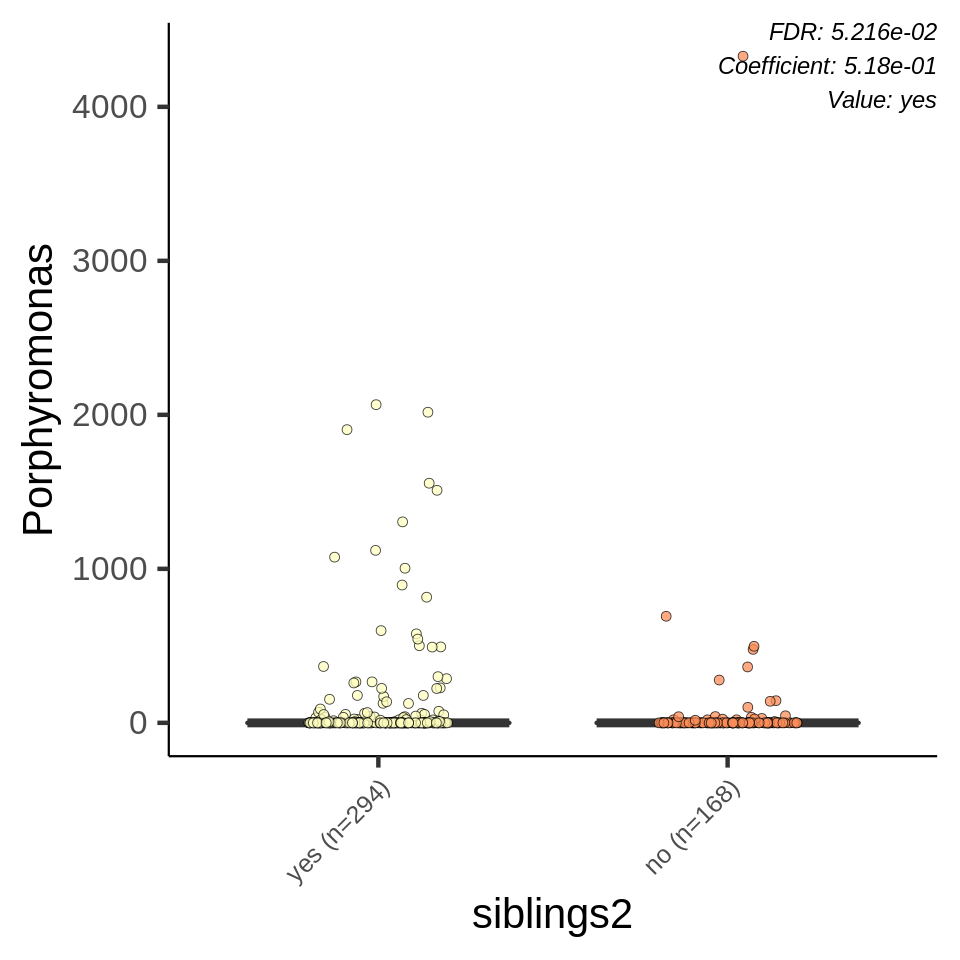 FDR: 5.216e-02
Coefficient: 5.18e-01
Value: yes
4000
3000
2000
1000
0
Porphyromonas
yes (n=294)
no (n=168)
siblings2